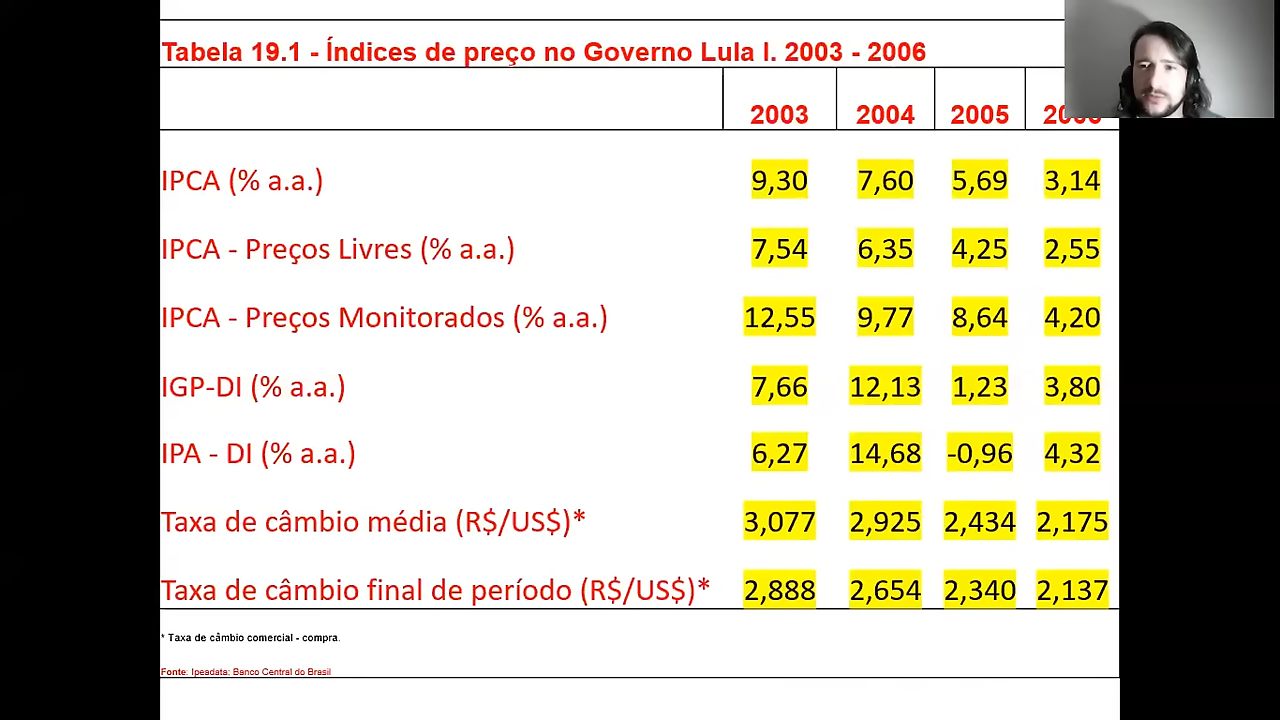 Tabela 19.1 - Índices de preço no Governo Lula I. 2003 - 2006
2003 2004 2005
IPCA (% a.a.) 9,30 7,60 5,69 3,14
IPCA - Preços Livres (% a.a.) 7,54 6,35 4,25 2,55
IPCA - Preços Monitorados (% a.a.) 12,55 9,77 8,64 4,20
IGP-DI (% a.a.) 7,66 12,13 1,23 3,80
IPA - DI (% a.a.) 6,27 14,68 -0,96 4,32
Taxa de câmbio média (R$/US$)* 3,077 2,925 2,434 2,175
Taxa de câmbio final de período (R$/US$)* 2,888 2,654 2,340 2,137
* Taxa de câmbio comercial - compra.
Fonte: Ipeadata: Banco Central do Brasil